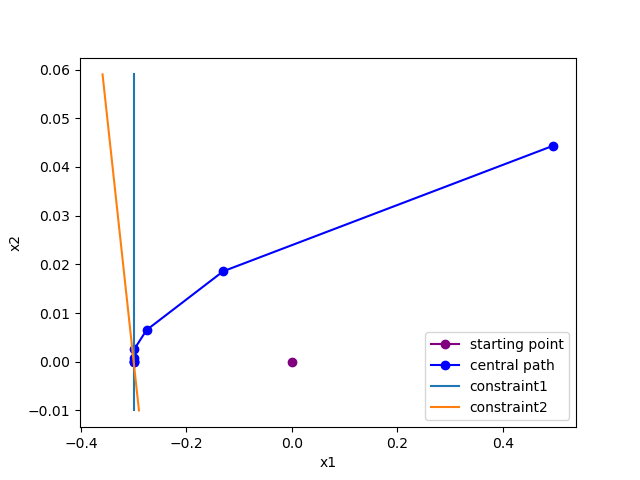 0.06
0.05
0.04
0.03
0.02
0.01
0.00
−0.01
x2
−0.4
−0.2
0.0
0.2
0.4
x1
starting point
central path
constraint1
constraint2